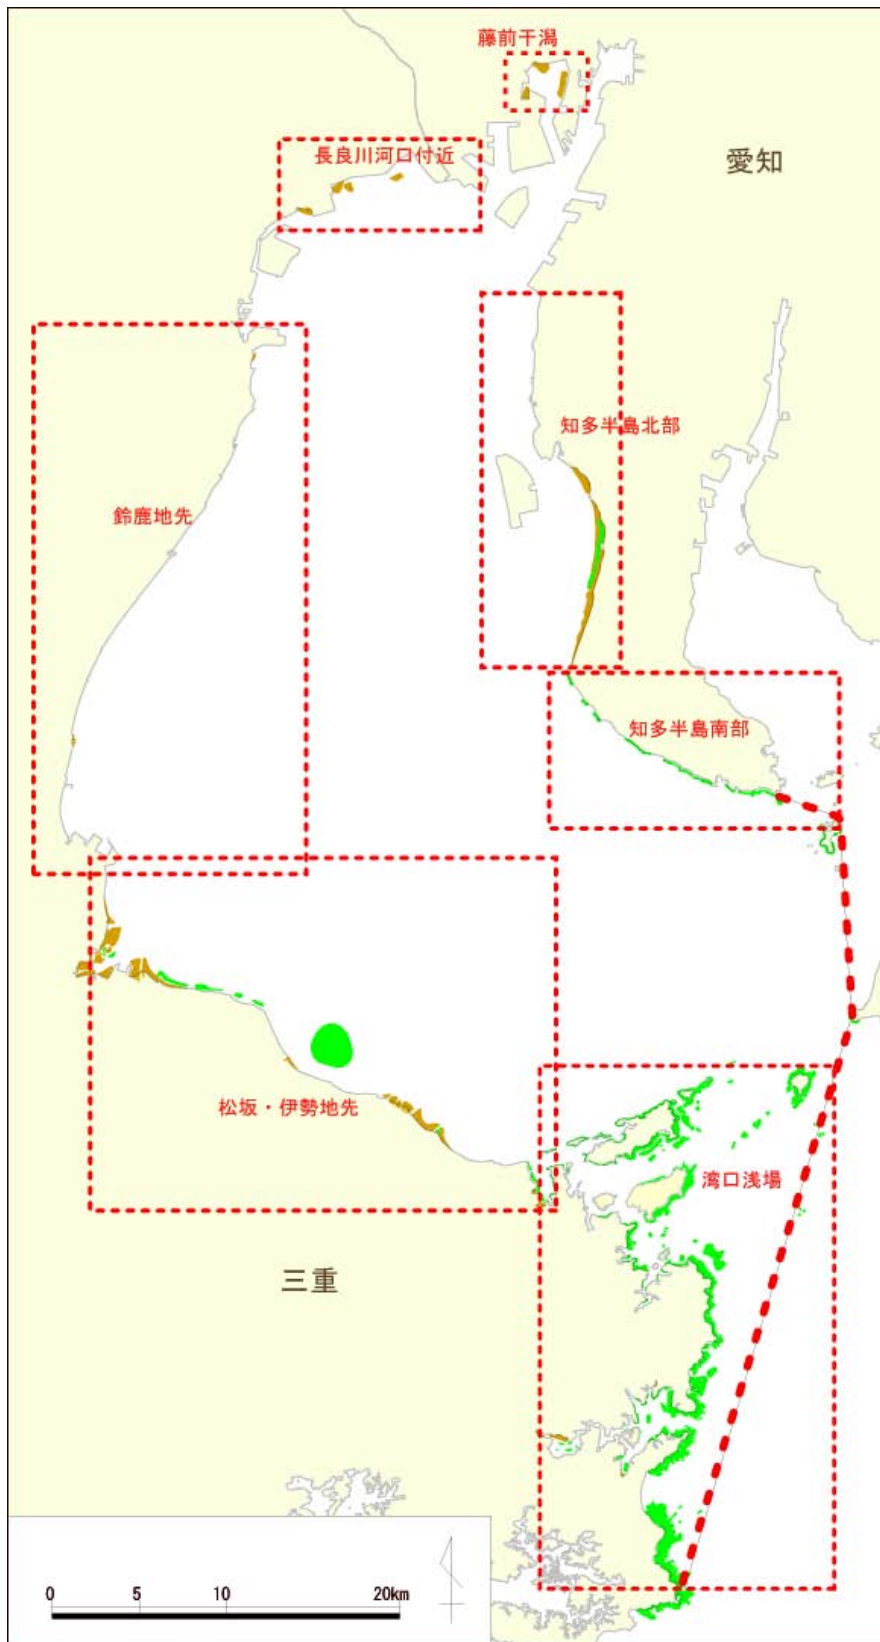 藤前干潟
長良川河口付近
愛知
知多半島北部
鈴鹿地先
知多半島南部
松坂・伊勢地先
湾口浅場
三重
0 5 10 20km